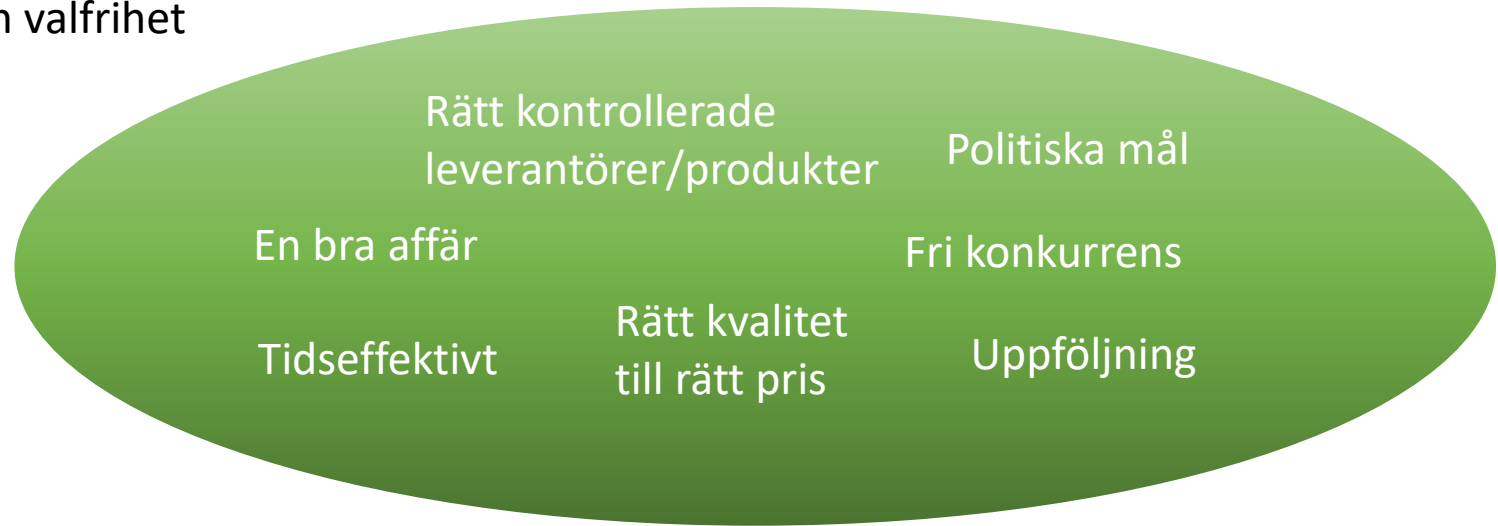 valfrihet
Rätt kontrollerade
leverantörer/produkter
Politiska mål
En bra affär
Fri konkurrens
Rätt kvalitet
till rätt pris
Tidseffektivt
Uppföljning